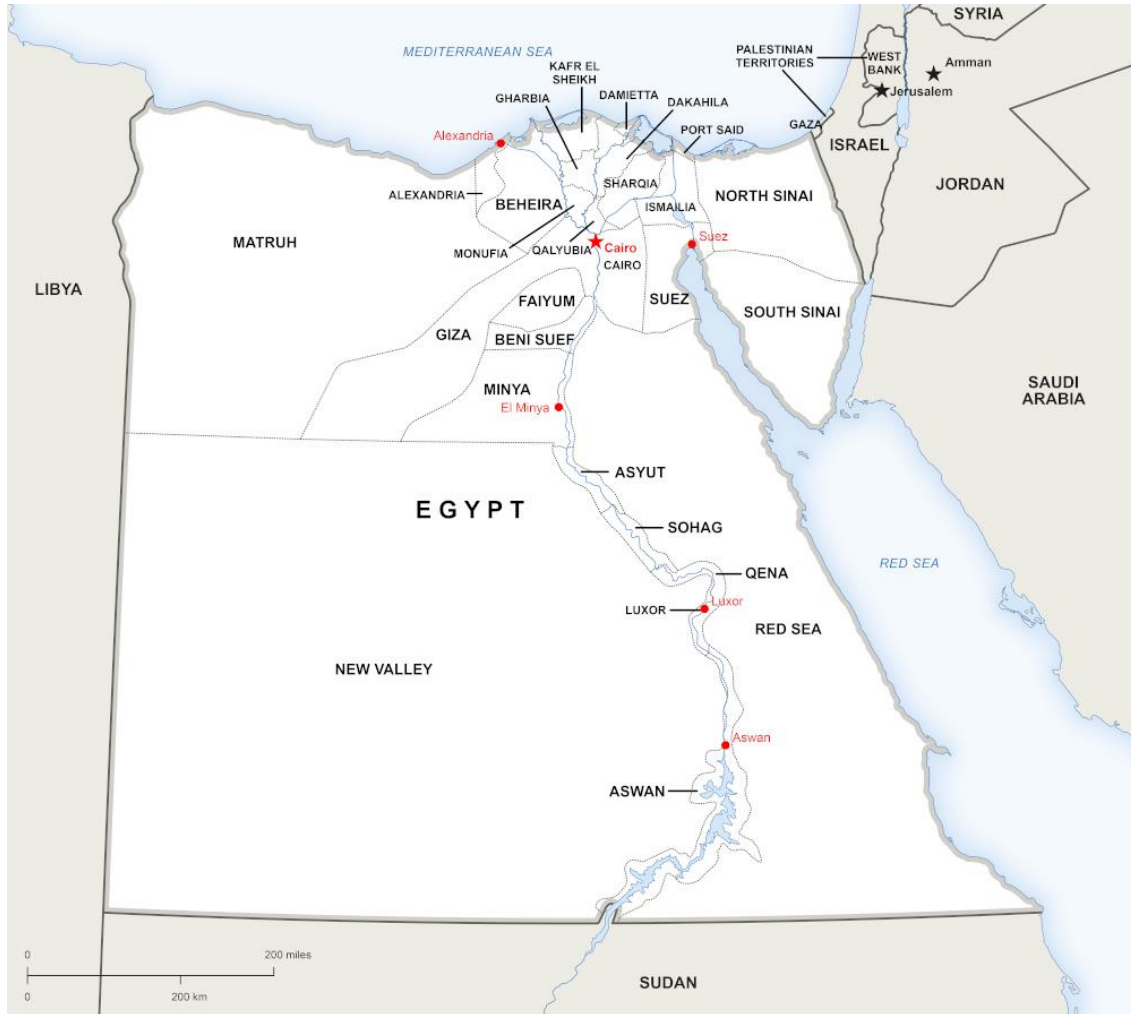 SYRIA
MEDITERRANEAN SEA
PALESTINIAN
TERRITORIES
WEST
BANK
Amman
Jerusalem
KAFR EL
SHEIKH
GHARBIA
DAMIETTA
DAKAHILA
PORT SAID
GAZA
ISRAEL
Alexandria
JORDAN
ALEXANDRIA
BEHEIRA
SHARQIA
ISMAILIA
NORTH SINAI
MATRUH
MONUFIA
QALYUBIA
Cairo
CAIRO
Suez
LIBYA
FAIYUM
SUEZ
SOUTH SINAI
GIZA
BENI SUEF
MINYA
El Minya
SAUDI
ARABIA
ASYUT
EGYPT
SOHAG
RED SEA
QENA
LUXOR
Luxor
RED SEA
NEW VALLEY
Aswan
ASWAN
0
200 miles
0
200 km
SUDAN